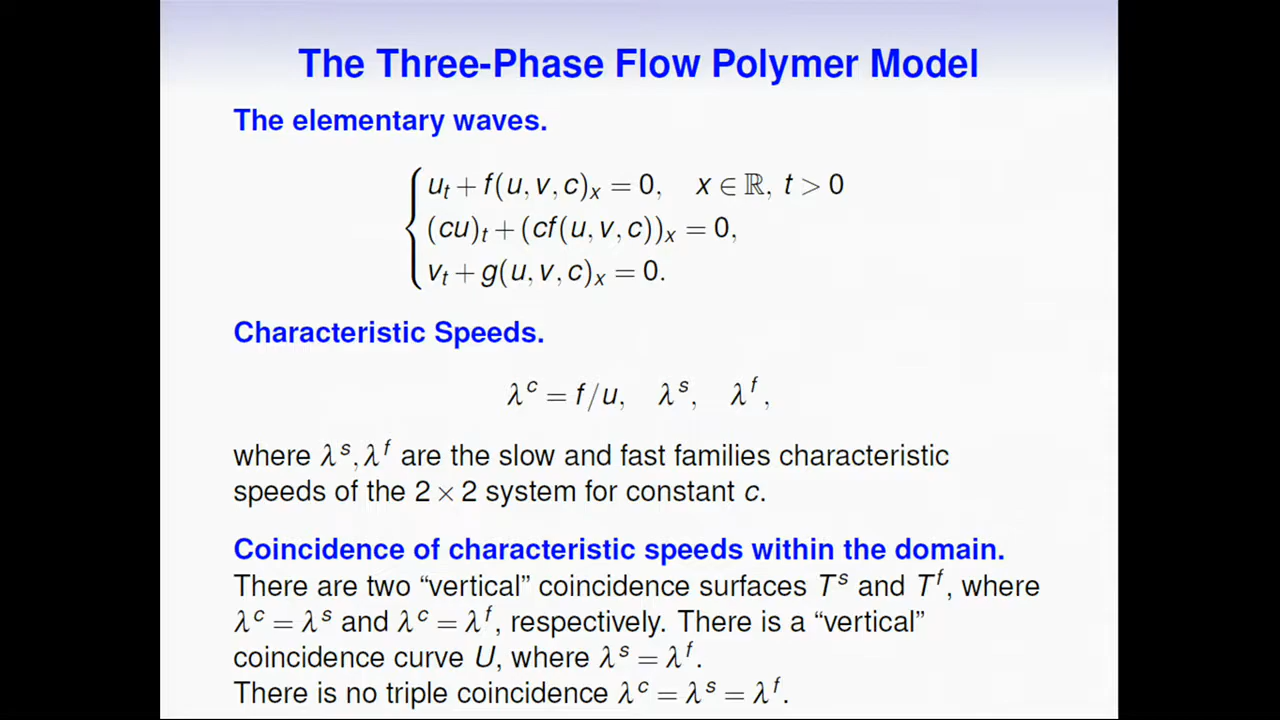 The Three-Phase Flow Polymer Model
The elementary waves.
u_t + f(u, v, c)_x = 0, x ∈ ℝ, t > 0
(cu)_t + (cf(u, v, c))_x = 0,
v_t + g(u, v, c)_x = 0.
Characteristic Speeds.
λ^c = f/u, λ^s, λ^f,
where λ^s, λ^f are the slow and fast families characteristic
speeds of the 2 × 2 system for constant c.
Coincidence of characteristic speeds within the domain.
There are two “vertical” coincidence surfaces T^s and T^f, where
λ^c = λ^s and λ^c = λ^f, respectively. There is a “vertical”
coincidence curve U, where λ^s = λ^f.
There is no triple coincidence λ^c = λ^s = λ^f.